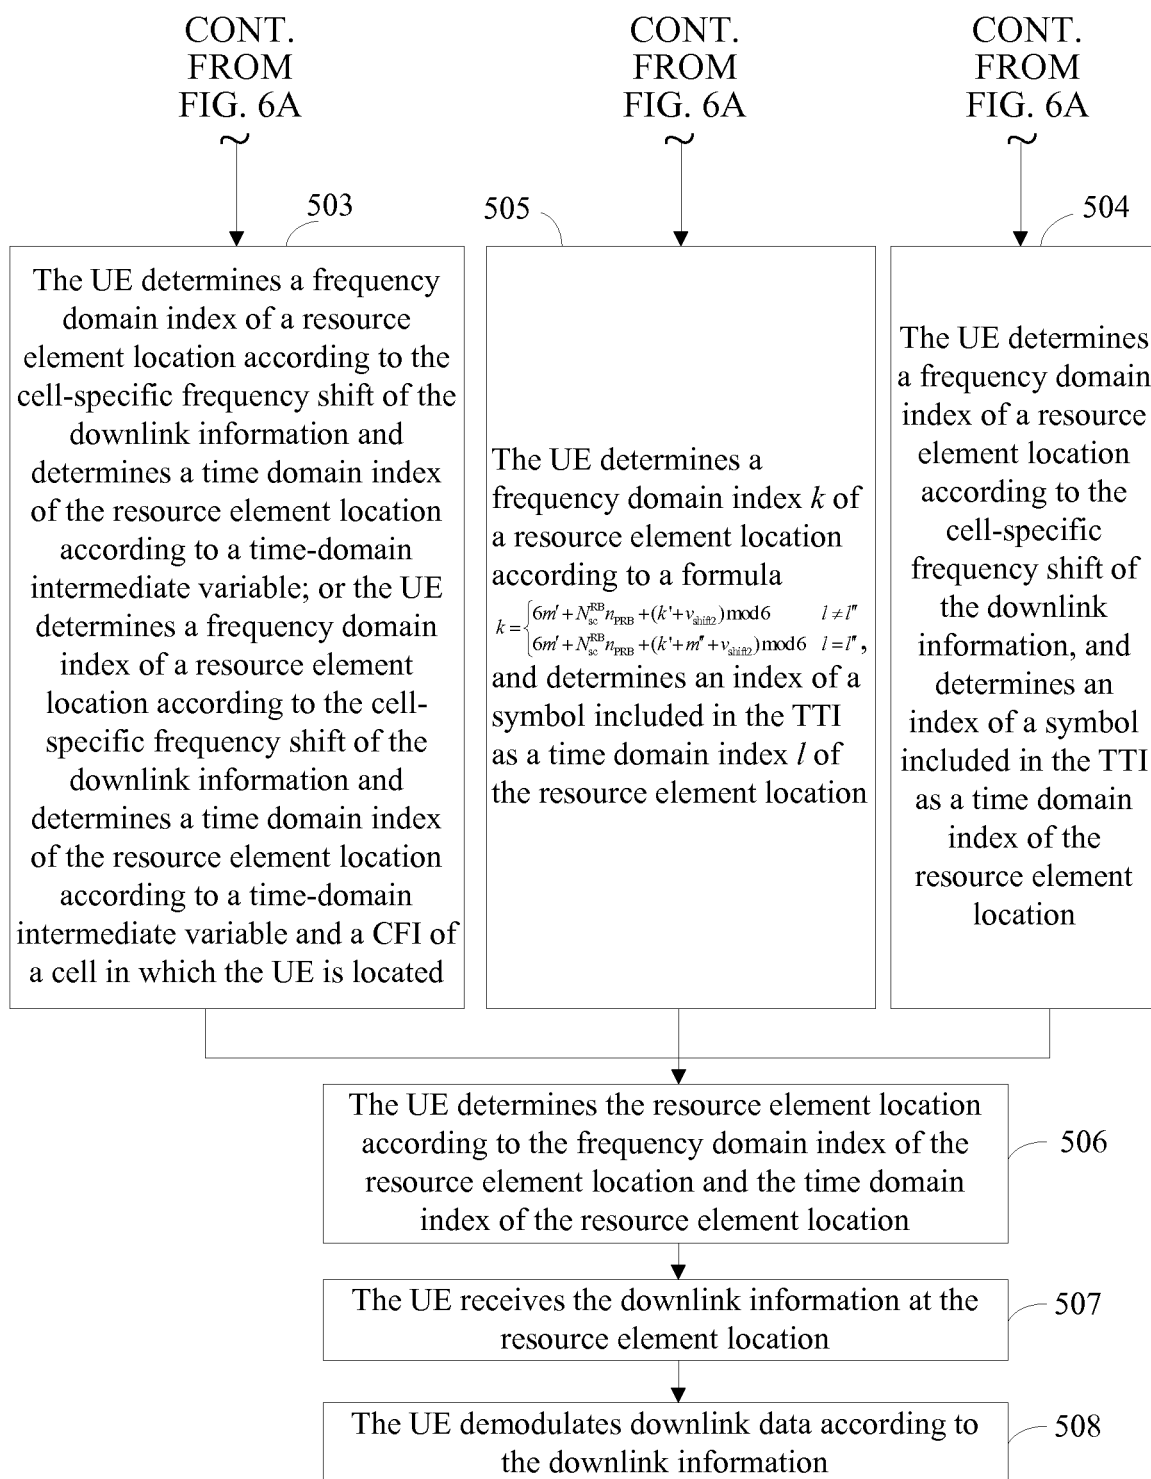 CONT.
FROM
FIG. 6A
CONT.
FROM
FIG. 6A
CONT.
FROM
FIG. 6A
503
The UE determines a frequency
domain index of a resource
element location according to the
cell-specific frequency shift of the
downlink information and
determines a time domain index
of the resource element location
according to a time-domain
intermediate variable; or the UE
determines a frequency domain
index of a resource element
location according to the cell-
specific frequency shift of the
downlink information and
determines a time domain index
of the resource element location
according to a time-domain
intermediate variable and a CFI of
a cell in which the UE is located
505
The UE determines a
frequency domain index k of
a resource element location
according to a formula
k = { 6m′ + N_sc^RB n_PRB + (k' + v_shift2) mod 6 l ≠ l″
6m′ + N_sc^RB n_PRB + (k' + m″ + v_shift2) mod 6 l = l″ ,
and determines an index of a
symbol included in the TTI
as a time domain index l of
the resource element location
504
The UE determines
a frequency domain
index of a resource
element location
according to the
cell-specific
frequency shift of
the downlink
information, and
determines an
index of a symbol
included in the TTI
as a time domain
index of the
resource element
location
The UE determines the resource element location
according to the frequency domain index of the
resource element location and the time domain
index of the resource element location
506
The UE receives the downlink information at the
resource element location
507
The UE demodulates downlink data according to
the downlink information
508